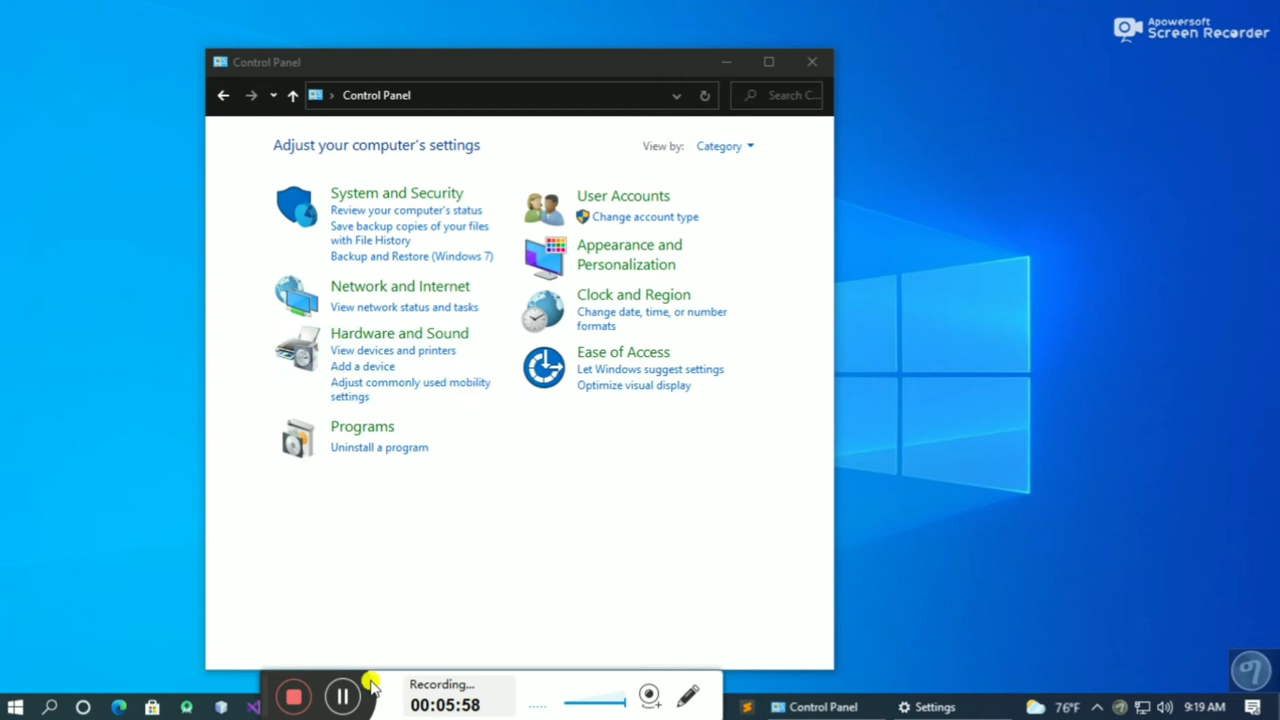 Apowersoft
Screen Recorder
Control Panel
Control Panel
Search C...
Adjust your computer's settings
View by: Category
System and Security
Review your computer's status
Save backup copies of your files
with File History
Backup and Restore (Windows 7)
Network and Internet
View network status and tasks
Hardware and Sound
View devices and printers
Add a device
Adjust commonly used mobility
settings
Programs
Uninstall a program
User Accounts
Change account type
Appearance and
Personalization
Clock and Region
Change date, time, or number
formats
Ease of Access
Let Windows suggest settings
Optimize visual display
Recording...
00:05:58
Control Panel
Settings
76°F
9:19 AM